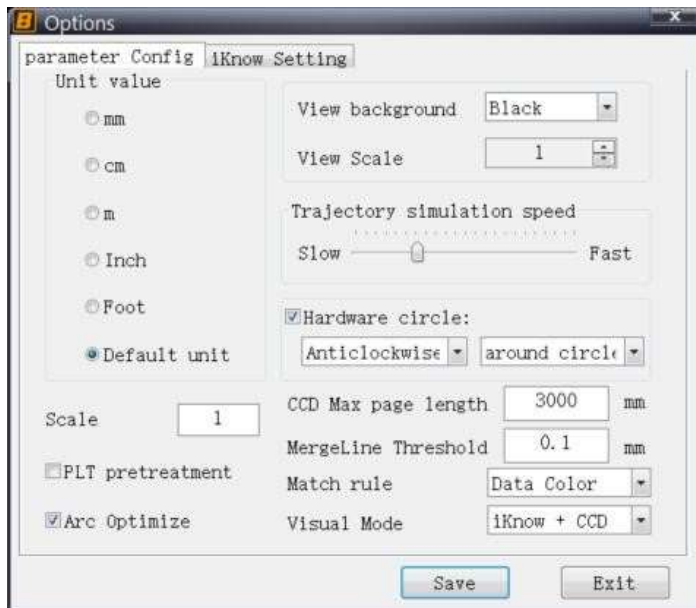 B Options
parameter Config
iKnow Setting
Unit value
mm
cm
m
Inch
Foot
Default unit
Scale 1
PLT pretreatment
Arc Optimize
View background Black
View Scale 1
Trajectory simulation speed
Slow Fast
Hardware circle:
Anticlockwise around circle
CCD Max page length 3000 mm
MergeLine Threshold 0.1 mm
Match rule Data Color
Visual Mode iKnow + CCD
Save Exit